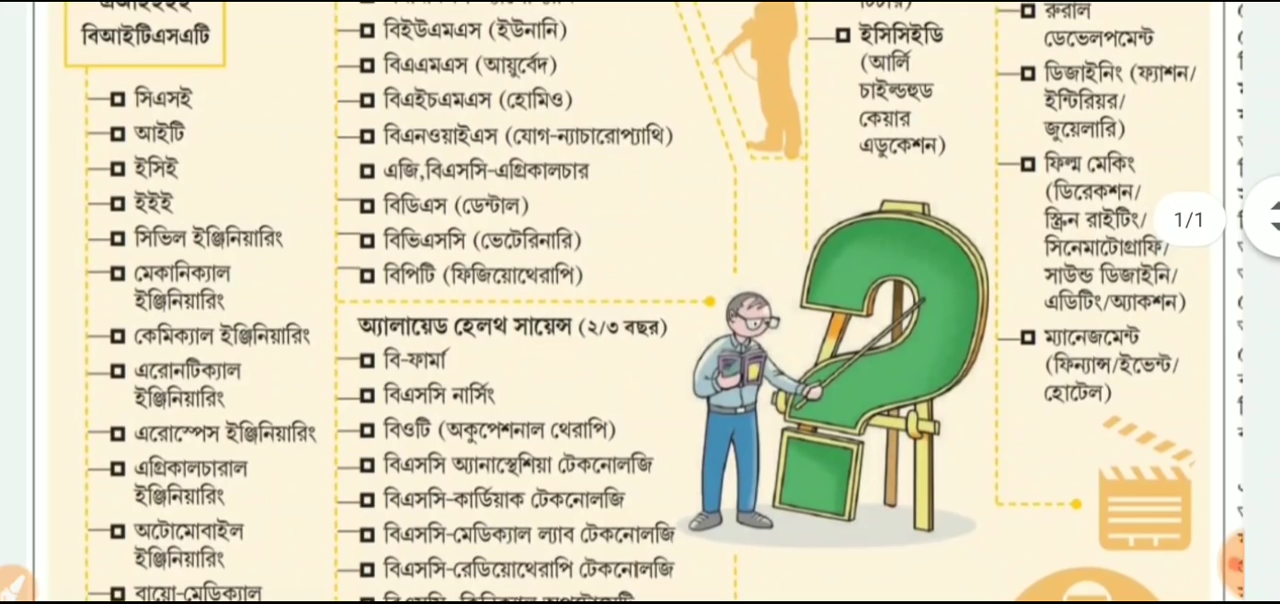 বিআইটিএসএটি
সিএসই
আইটি
ইসিই
ইইই
সিভিল ইঞ্জিনিয়ারিং
মেকানিক্যাল
ইঞ্জিনিয়ারিং
কেমিক্যাল ইঞ্জিনিয়ারিং
এরোনটিক্যাল
ইঞ্জিনিয়ারিং
এরোস্পেস ইঞ্জিনিয়ারিং
এগ্রিকালচারাল
ইঞ্জিনিয়ারিং
অটোমোবাইল
ইঞ্জিনিয়ারিং
বায়ো-মেডিক্যাল
বিইউএমএস (ইউনানি)
বিএএমএস (আয়ুর্বেদ)
বিএইচএমএস (হোমিও)
বিএনওয়াইএস (যোগ-ন্যাচারোপ্যাথি)
এজি,বিএসসি-এগ্রিকালচার
বিডিএস (ডেন্টাল)
বিভিএসসি (ভেটেরিনারি)
বিপিটি (ফিজিয়োথেরাপি)
অ্যালায়েড হেলথ সায়েন্স (২/৩ বছর)
বি-ফার্মা
বিএসসি নার্সিং
বিওটি (অকুপেশনাল থেরাপি)
বিএসসি অ্যানাস্থেশিয়া টেকনোলজি
বিএসসি-কার্ডিয়াক টেকনোলজি
বিএসসি-মেডিক্যাল ল্যাব টেকনোলজি
বিএসসি-রেডিয়োথেরাপি টেকনোলজি
ইসিসিইডি
(আর্লি
চাইল্ডহুড
কেয়ার
এডুকেশন)
রুরাল
ডেভেলপমেন্ট
ডিজাইনিং (ফ্যাশন/
ইন্টিরিয়র/
জুয়েলারি)
ফিল্ম মেকিং
(ডিরেকশন/
স্ক্রিন রাইটিং/
সিনেমাটোগ্রাফি/
সাউন্ড ডিজাইনি/
এডিটিং/অ্যাকশন)
ম্যানেজমেন্ট
(ফিন্যান্স/ইভেন্ট/
হোটেল)
1/1